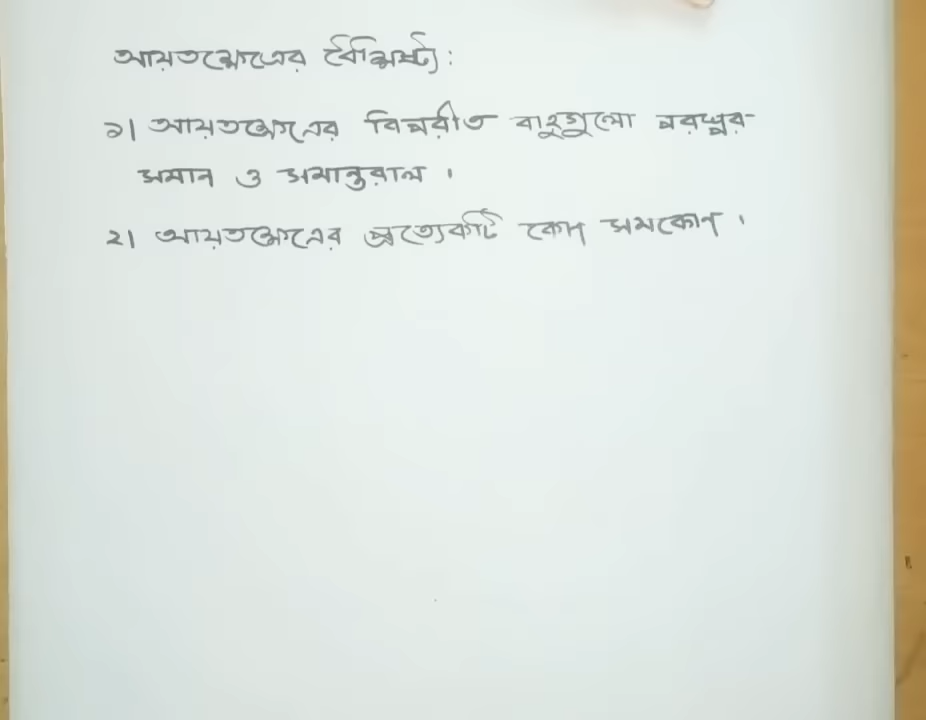 আয়তক্ষেত্রের বৈশিষ্ট্য:
১। আয়তক্ষেত্রের বিপরীত বাহুগুলো পরস্পর
সমান ও সমান্তরাল।
২। আয়তক্ষেত্রের প্রত্যেকটি কোণ সমকোণ।